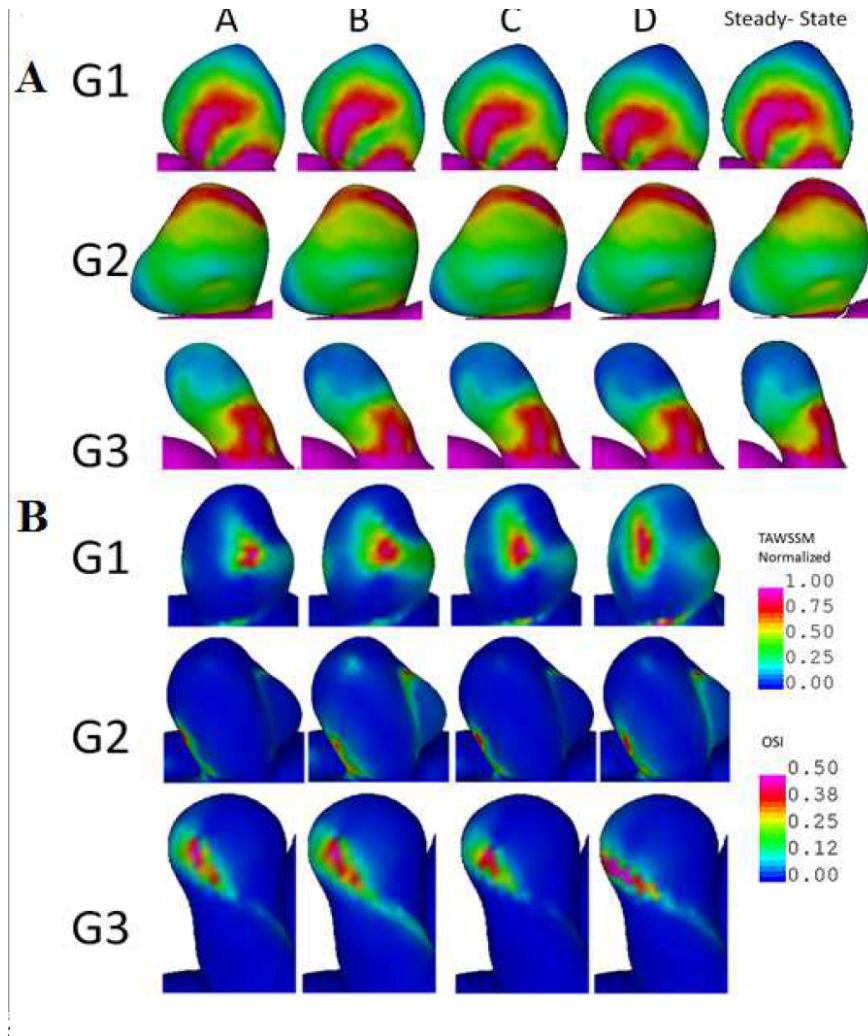 A B C D Steady- State
A G1
G2
G3
B
G1
G2
G3
TAWSSM
Normalized
1.00
0.75
0.50
0.25
0.00
OSI
0.50
0.38
0.25
0.12
0.00